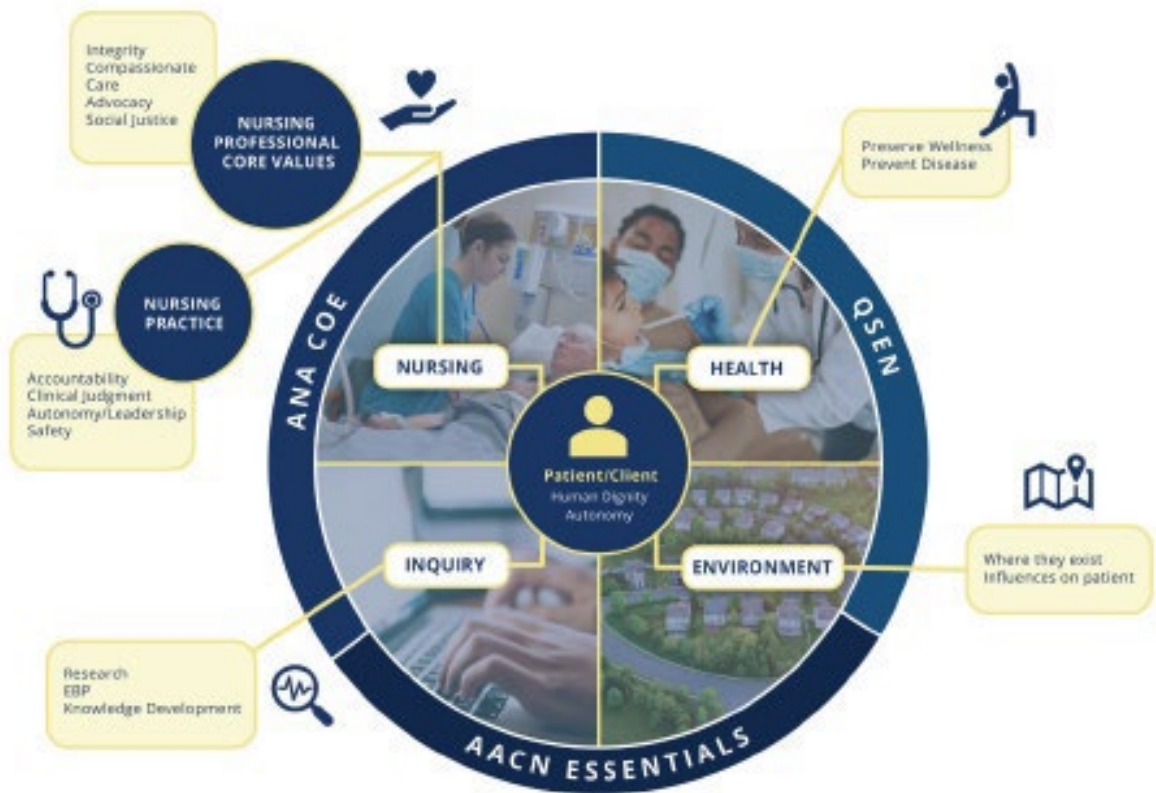 Integrity
Compassionate
Care
Advocacy
Social Justice
NURSING
PROFESSIONAL
CORE VALUES
Preserve Wellness
Prevent Disease
NURSING
PRACTICE
Accountability
Clinical Judgment
Autonomy/Leadership
Safety
ANA COE
QSEN
NURSING
HEALTH
Patient/Client
Human Dignity
Autonomy
INQUIRY
ENVIRONMENT
Where they exist
Influences on patient
Research
EBP
Knowledge Development
AACN ESSENTIALS